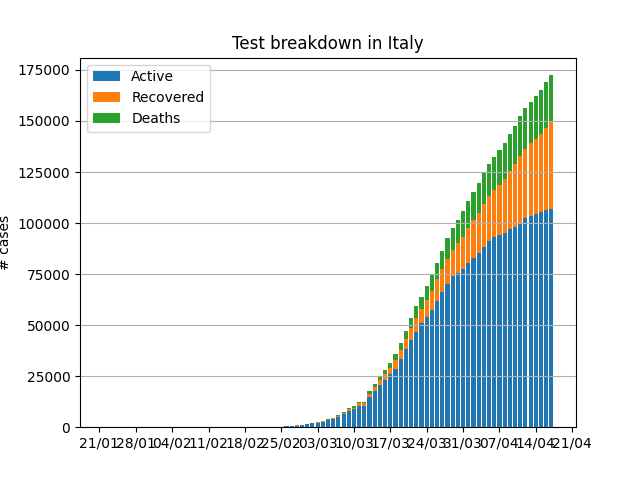 Test breakdown in Italy
Active
Recovered
Deaths
# cases
175000
150000
125000
100000
75000
50000
25000
0
21/01 28/01 04/02 11/02 18/02 25/02 03/03 10/03 17/03 24/03 31/03 07/04 14/04 21/04